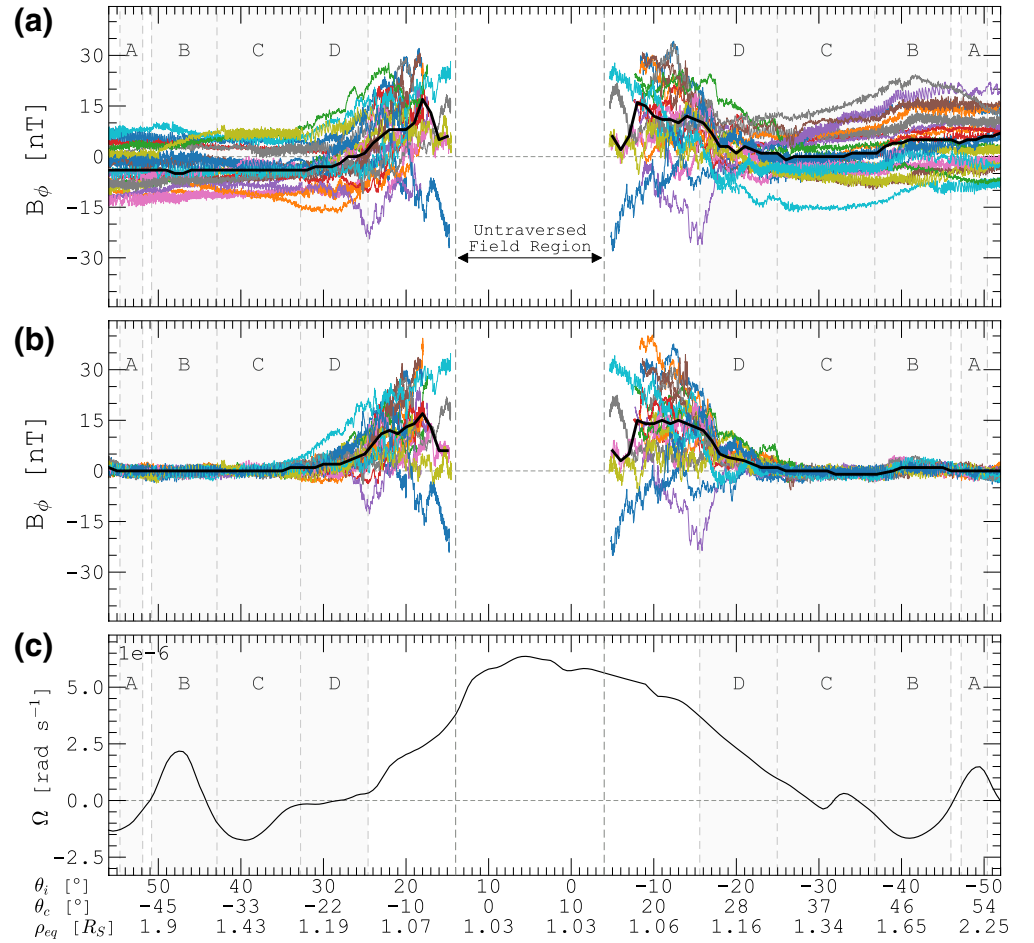 (a)
A B C D D C B A
30
15
0
−15
−30
B_ϕ [nT]
Untraversed
Field Region
(b)
A B C D D C B A
30
15
0
−15
−30
B_ϕ [nT]
(c)
1e-6
A B C D D C B A
5.0
2.5
0.0
−2.5
Ω [rad s⁻¹]
θ_i [°] 50 40 30 20 10 0 −10 −20 −30 −40 −50
θ_c [°] −45 −33 −22 −10 0 10 20 28 37 46 54
ρ_eq [R_S] 1.9 1.43 1.19 1.07 1.03 1.03 1.06 1.16 1.34 1.65 2.25